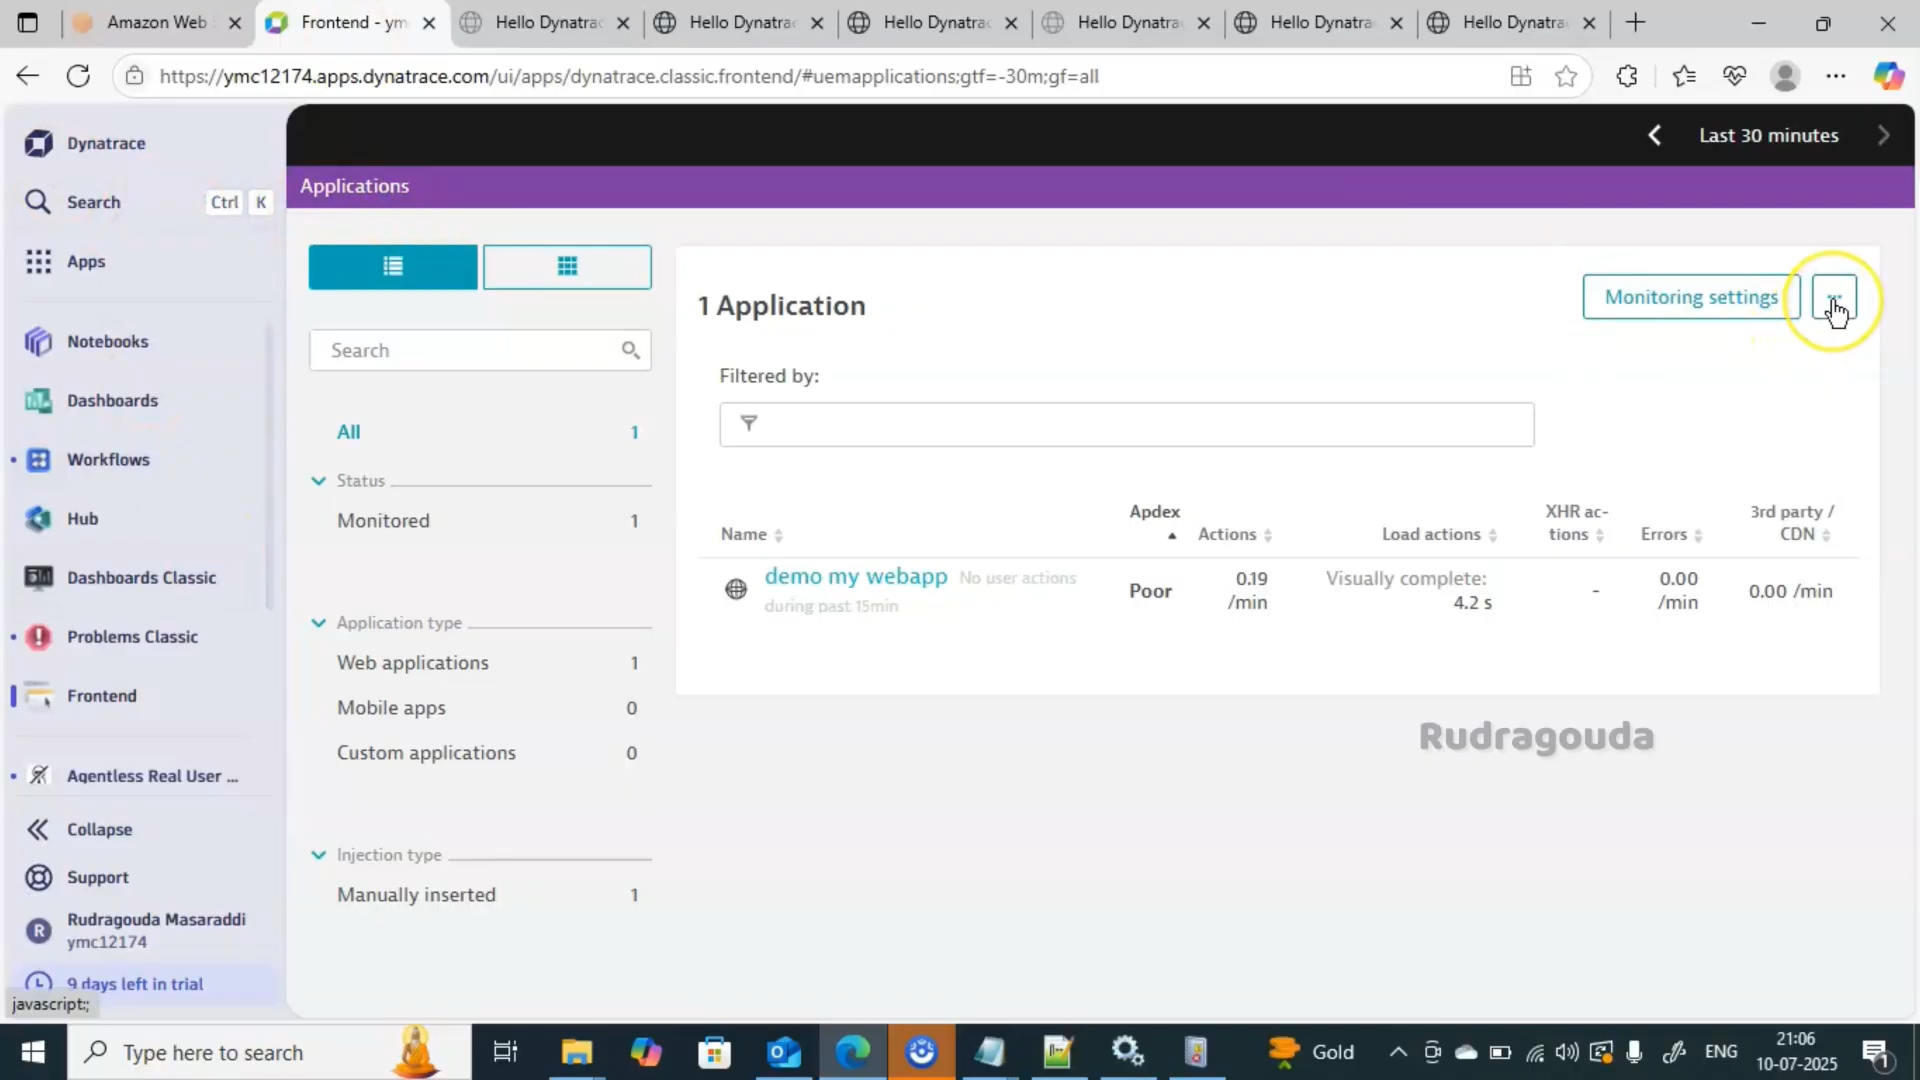 Amazon Web S
Frontend - ym
Hello Dynatrac
Hello Dynatrac
Hello Dynatrac
Hello Dynatrac
Hello Dynatrac
Hello Dynatrac
https://ymc12174.apps.dynatrace.com/ui/apps/dynatrace.classic.frontend/#uemapplications;gtf=-30m;gf=all
Dynatrace
Search
Ctrl K
Apps
Notebooks
Dashboards
Workflows
Hub
Dashboards Classic
Problems Classic
Frontend
Agentless Real User ...
Collapse
Support
R
Rudragouda Masaraddi
ymc12174
9 days left in trial
javascript:;
Last 30 minutes
Applications
Search
All 1
Status
Monitored 1
Application type
Web applications 1
Mobile apps 0
Custom applications 0
Injection type
Manually inserted 1
1 Application
Monitoring settings
...
Filtered by:
Name
Apdex
Actions
Load actions
XHR ac-
tions
Errors
3rd party /
CDN
demo my webapp No user actions
during past 15min
Poor
0.19
/min
Visually complete:
4.2 s
-
0.00
/min
0.00 /min
Rudragouda
Type here to search
Gold
ENG
21:06
10-07-2025
1